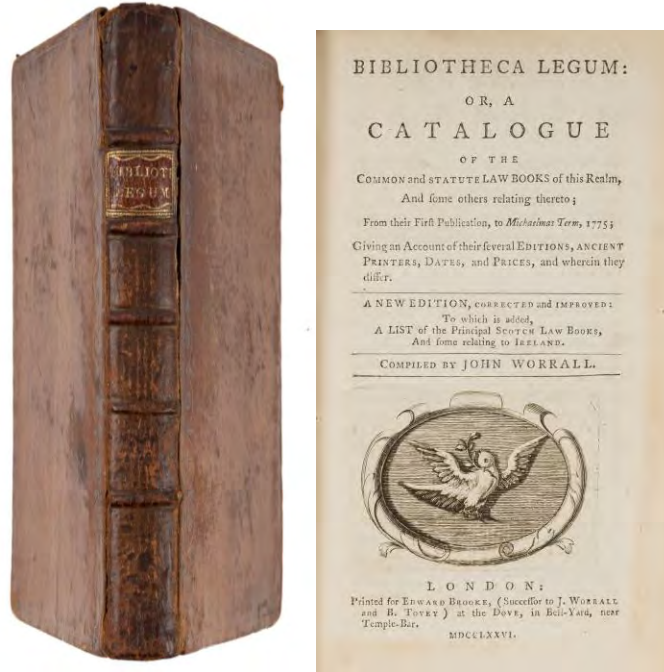 BIBLIOT
LEGUM
BIBLIOTHECA LEGUM:
OR, A
CATALOGUE
OF THE
COMMON and STATUTE LAW BOOKS of this Realm,
And ſome others relating thereto;
From their Firſt Publication, to Michaelmas Term, 1775;
Giving an Account of their ſeveral EDITIONS, ANCIENT
PRINTERS, DATES, and PRICES, and wherein they
differ.
A NEW EDITION, CORRECTED and IMPROVED:
To which is added,
A LIST of the Principal SCOTCH LAW BOOKS,
And ſome relating to IRELAND.
COMPILED BY JOHN WORRALL.
LONDON:
Printed for EDWARD BROOKE, (Succeſſor to J. WORRALL
and B. TOVEY) at the DOVE, in Bell-Yard, near
Temple-Bar.
MDCCLXXVI.